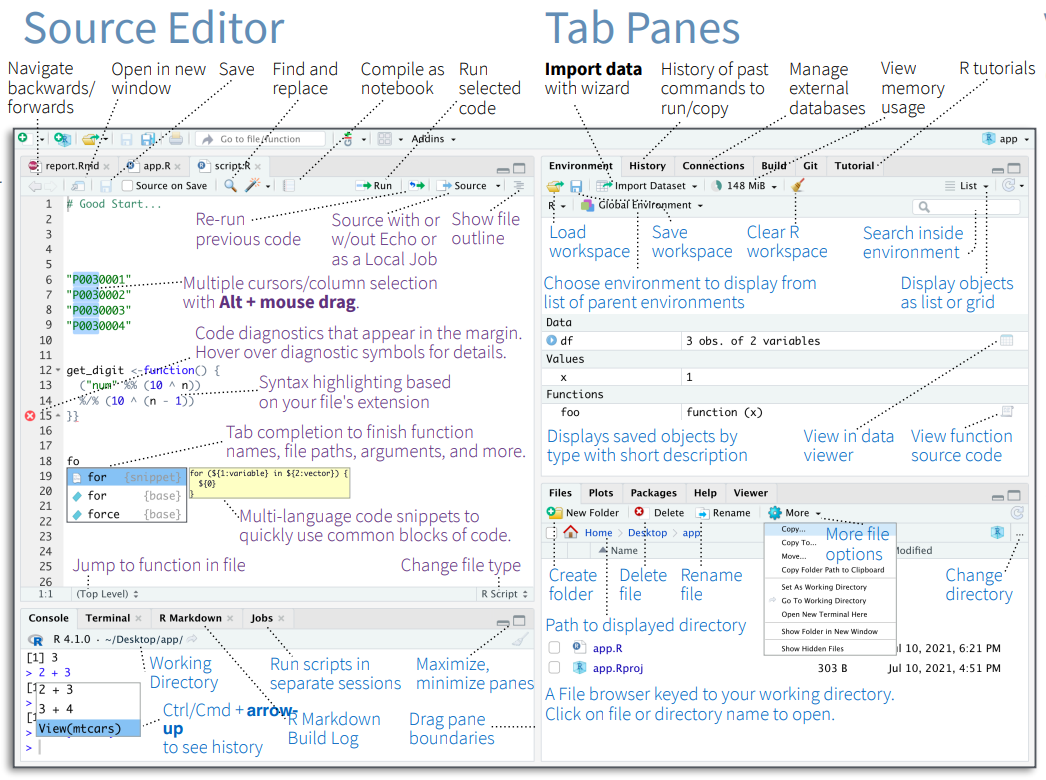 Source Editor
Tab Panes
Navigate backwards/ forwards
Open in new window
Save
Find and replace
Compile as notebook
Run selected code
Import data with wizard
History of past commands to run/copy
Manage external databases
View memory usage
R tutorials
Go to file/function
Addins
app
report.Rmd
app.R
script.R
Source on Save
Run
Source
1 # Good Start...
2
3
4
5
6 "P0030001"
7 "P0030002"
8 "P0030003"
9 "P0030004"
10
11
12 get_digit <- function() {
13 ("num" %% (10 ^ n))
14 %/% (10 ^ (n - 1))
15 }}
16
17
18 fo
19
20
21
22
23
24
25
26
Re-run previous code
Source with or w/out Echo or as a Local Job
Show file outline
Multiple cursors/column selection with Alt + mouse drag.
Code diagnostics that appear in the margin. Hover over diagnostic symbols for details.
Syntax highlighting based on your file's extension
Tab completion to finish function names, file paths, arguments, and more.
for {snippet}
for {base}
force {base}
for (${1:variable} in ${2:vector}) {
${0}
}
Multi-language code snippets to quickly use common blocks of code.
Jump to function in file
Change file type
1:1 (Top Level)
R Script
Console
Terminal
R Markdown
Jobs
R 4.1.0 · ~/Desktop/app/
[1] 3
> 2 + 3
[1
>
[1
>
>
2 + 3
3 + 4
View(mtcars)
Working Directory
Run scripts in separate sessions
Maximize, minimize panes
Ctrl/Cmd + arrow-up to see history
R Markdown Build Log
Drag pane boundaries
Environment
History
Connections
Build
Git
Tutorial
Import Dataset
148 MiB
List
R
Global Environment
Load workspace
Save workspace
Clear R workspace
Search inside environment
Choose environment to display from list of parent environments
Display objects as list or grid
Data
df 3 obs. of 2 variables
Values
x 1
Functions
foo function (x)
Displays saved objects by type with short description
View in data viewer
View function source code
Files
Plots
Packages
Help
Viewer
New Folder
Delete
Rename
More
Home
Desktop
app
...
Name
Modified
Copy...
Copy To...
Move...
Copy Folder Path to Clipboard
Set As Working Directory
Go To Working Directory
Open New Terminal Here
Show Folder in New Window
Show Hidden Files
More file options
Create folder
Delete file
Rename file
Change directory
Path to displayed directory
app.R
Jul 10, 2021, 6:21 PM
app.Rproj
303 B
Jul 10, 2021, 4:51 PM
A File browser keyed to your working directory. Click on file or directory name to open.